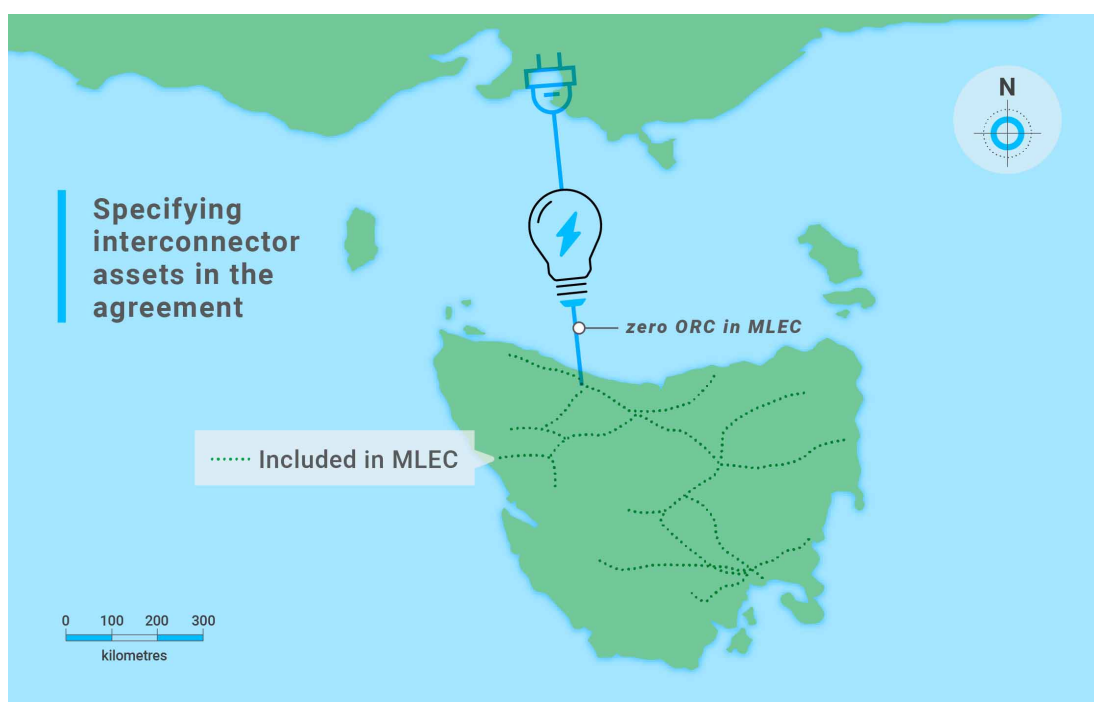 N
Specifying
interconnector
assets in the
agreement
zero ORC in MLEC
Included in MLEC
0 100 200 300
kilometres